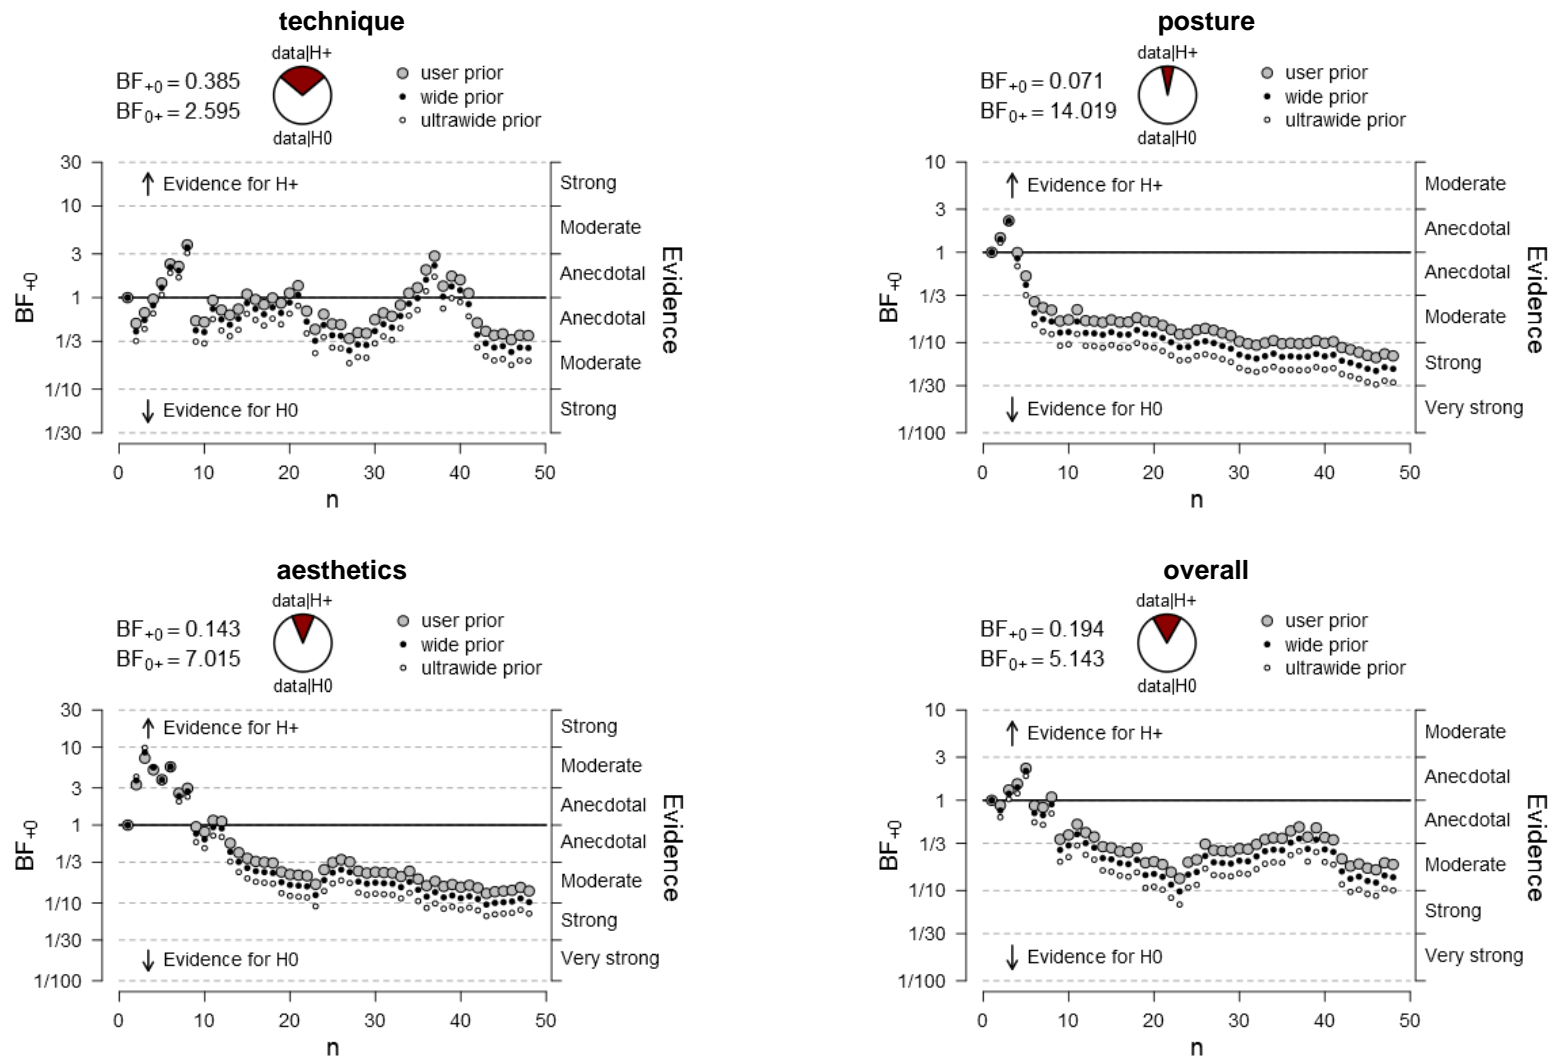 technique
data|H+
BF+0 = 0.385
BF0+ = 2.595
data|H0
user prior
wide prior
ultrawide prior
30
10
3
1
1/3
1/10
1/30
BF+0
Evidence for H+
Evidence for H0
Strong
Moderate
Anecdotal
Anecdotal
Moderate
Strong
Evidence
0 10 20 30 40 50
n
posture
data|H+
BF+0 = 0.071
BF0+ = 14.019
data|H0
user prior
wide prior
ultrawide prior
10
3
1
1/3
1/10
1/30
1/100
BF+0
Evidence for H+
Evidence for H0
Moderate
Anecdotal
Anecdotal
Moderate
Strong
Very strong
Evidence
0 10 20 30 40 50
n
aesthetics
data|H+
BF+0 = 0.143
BF0+ = 7.015
data|H0
user prior
wide prior
ultrawide prior
30
10
3
1
1/3
1/10
1/30
1/100
BF+0
Evidence for H+
Evidence for H0
Strong
Moderate
Anecdotal
Anecdotal
Moderate
Strong
Very strong
Evidence
0 10 20 30 40 50
n
overall
data|H+
BF+0 = 0.194
BF0+ = 5.143
data|H0
user prior
wide prior
ultrawide prior
10
3
1
1/3
1/10
1/30
1/100
BF+0
Evidence for H+
Evidence for H0
Moderate
Anecdotal
Anecdotal
Moderate
Strong
Very strong
Evidence
0 10 20 30 40 50
n